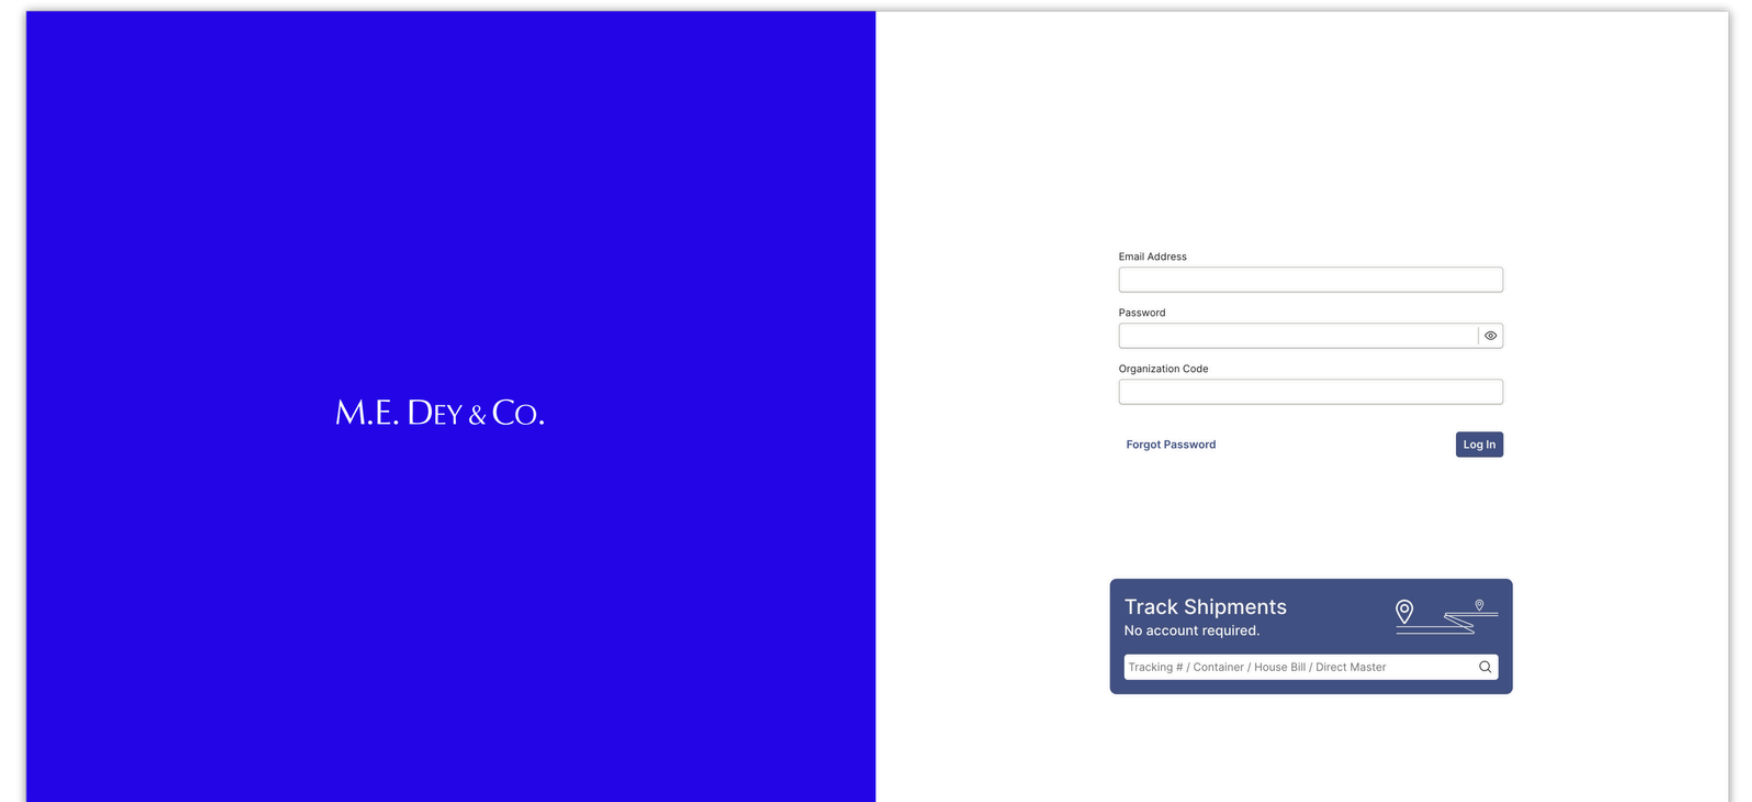 M.E. DEY & CO.
Email Address
Password
Organization Code
Forgot Password
Log In
Track Shipments
No account required.
Tracking # / Container / House Bill / Direct Master